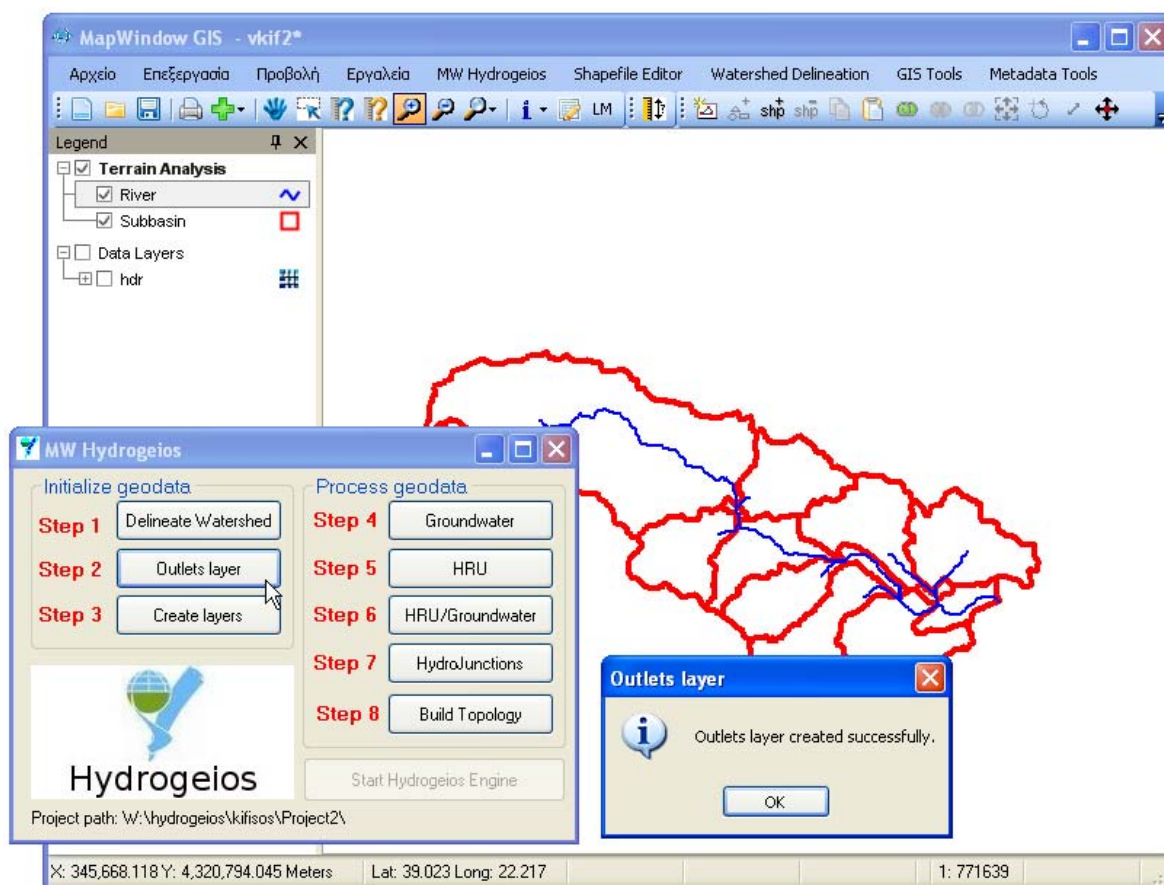 MapWindow GIS - vkif2*
Αρχείο Επεξεργασία Προβολή Εργαλεία MW Hydrogeios Shapefile Editor Watershed Delineation GIS Tools Metadata Tools
LM shp shp
Legend
Terrain Analysis
River
Subbasin
Data Layers
hdr
MW Hydrogeios
Initialize geodata
Step 1 Delineate Watershed
Step 2 Outlets layer
Step 3 Create layers
Process geodata
Step 4 Groundwater
Step 5 HRU
Step 6 HRU/Groundwater
Step 7 HydroJunctions
Step 8 Build Topology
Hydrogeios
Start Hydrogeios Engine
Project path: W:\hydrogeios\kifisos\Project2\
Outlets layer
Outlets layer created successfully.
OK
X: 345,668.118 Y: 4,320,794.045 Meters Lat: 39.023 Long: 22.217 1: 771639